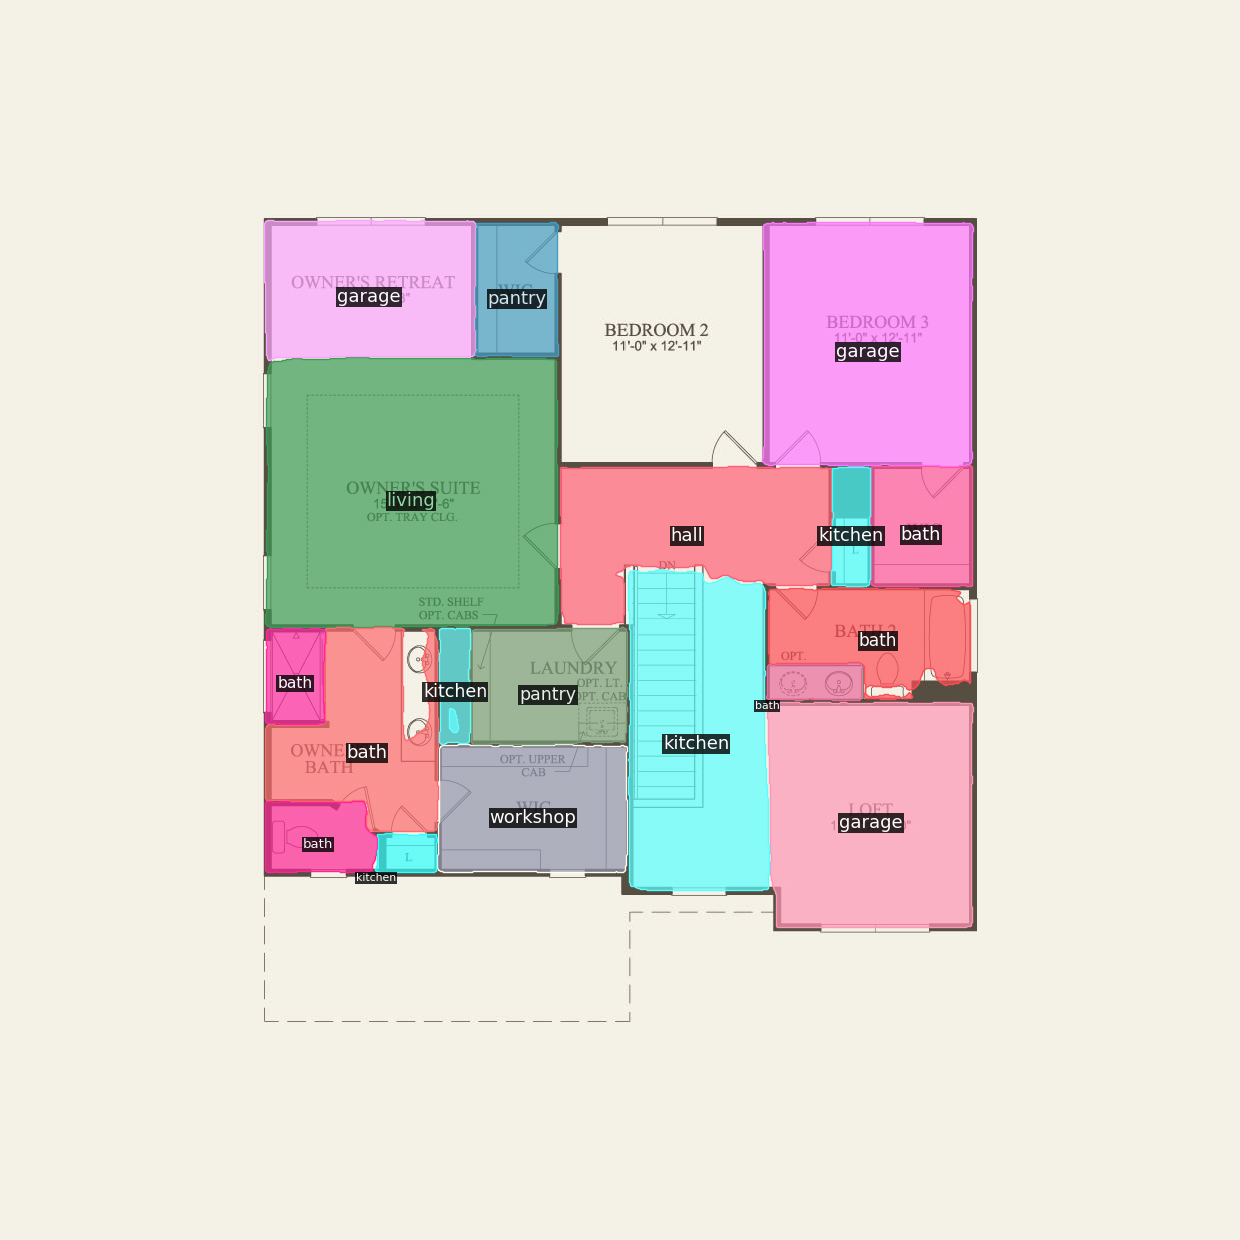 OWNER'S RETREAT
garage
WIC
pantry
BEDROOM 2
11'-0" x 12'-11"
BEDROOM 3
11'-0" x 12'-11"
garage
OWNER'S SUITE
living
OPT. TRAY CLG.
hall
kitchen
L
bath
DN
STD. SHELF
OPT. CABS
BATH 2
bath
OPT.
bath
bath
kitchen
LAUNDRY
pantry
OPT. LT.
OPT. CAB
bath
kitchen
OWNER
BATH
bath
OPT. UPPER
CAB
WIC
workshop
LOFT
garage
bath
L
kitchen